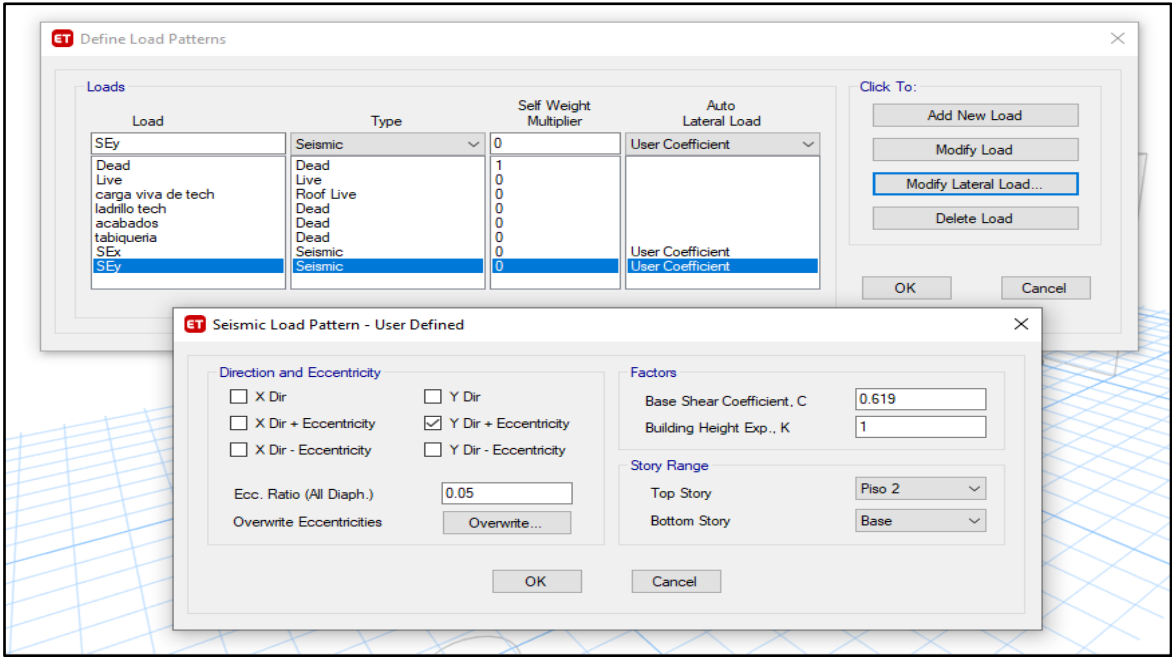 ET Define Load Patterns
Loads
Click To:
Load Type Self Weight Multiplier Auto Lateral Load
SEy Seismic 0 User Coefficient
Dead Dead 1
Live Live 0
carga viva de tech Roof Live 0
ladrillo tech Dead 0
acabados Dead 0
tabiqueria Dead 0
SEx Seismic 0 User Coefficient
SEy Seismic 0 User Coefficient
Add New Load
Modify Load
Modify Lateral Load...
Delete Load
OK Cancel
ET Seismic Load Pattern - User Defined
Direction and Eccentricity
X Dir Y Dir
X Dir + Eccentricity Y Dir + Eccentricity
X Dir - Eccentricity Y Dir - Eccentricity
Ecc. Ratio (All Diaph.) 0.05
Overwrite Eccentricities Overwrite...
Factors
Base Shear Coefficient, C 0.619
Building Height Exp., K 1
Story Range
Top Story Piso 2
Bottom Story Base
OK Cancel